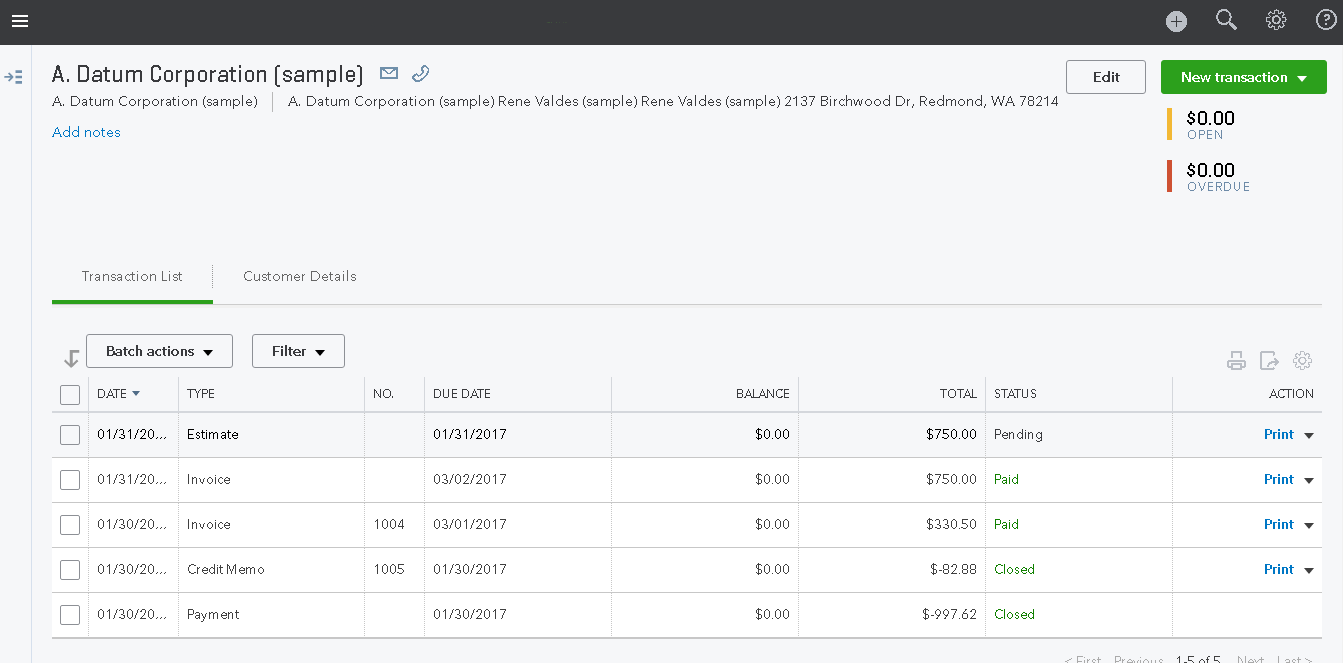 A. Datum Corporation (sample)
Edit
New transaction
A. Datum Corporation (sample) A. Datum Corporation (sample) Rene Valdes (sample) Rene Valdes (sample) 2137 Birchwood Dr, Redmond, WA 78214
$0.00
OPEN
Add notes
$0.00
OVERDUE
Transaction List Customer Details
Batch actions Filter
DATE TYPE NO. DUE DATE BALANCE TOTAL STATUS ACTION
01/31/20... Estimate 01/31/2017 $0.00 $750.00 Pending Print
01/31/20... Invoice 03/02/2017 $0.00 $750.00 Paid Print
01/30/20... Invoice 1004 03/01/2017 $0.00 $330.50 Paid Print
01/30/20... Credit Memo 1005 01/30/2017 $0.00 $-82.88 Closed Print
01/30/20... Payment 01/30/2017 $0.00 $-997.62 Closed
< First Previous 1-5 of 5 Next Last >